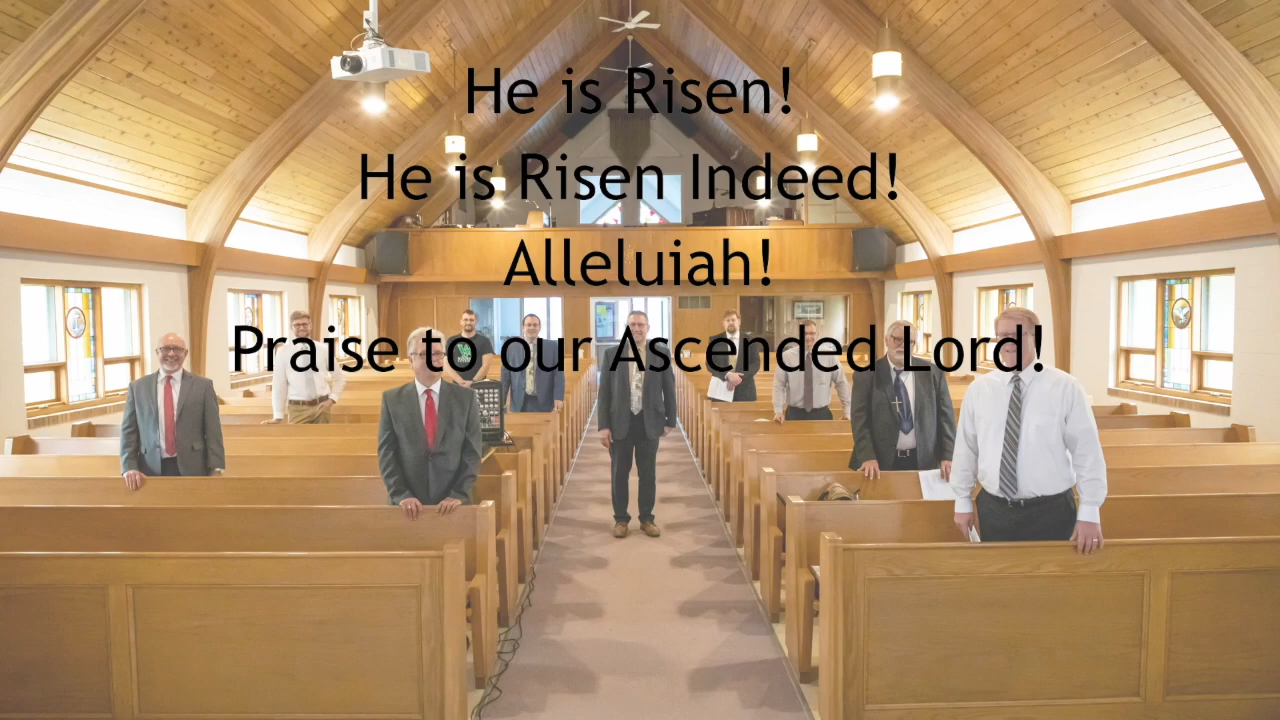 He is Risen!
He is Risen Indeed!
Alleluiah!
Praise to our Ascended Lord!